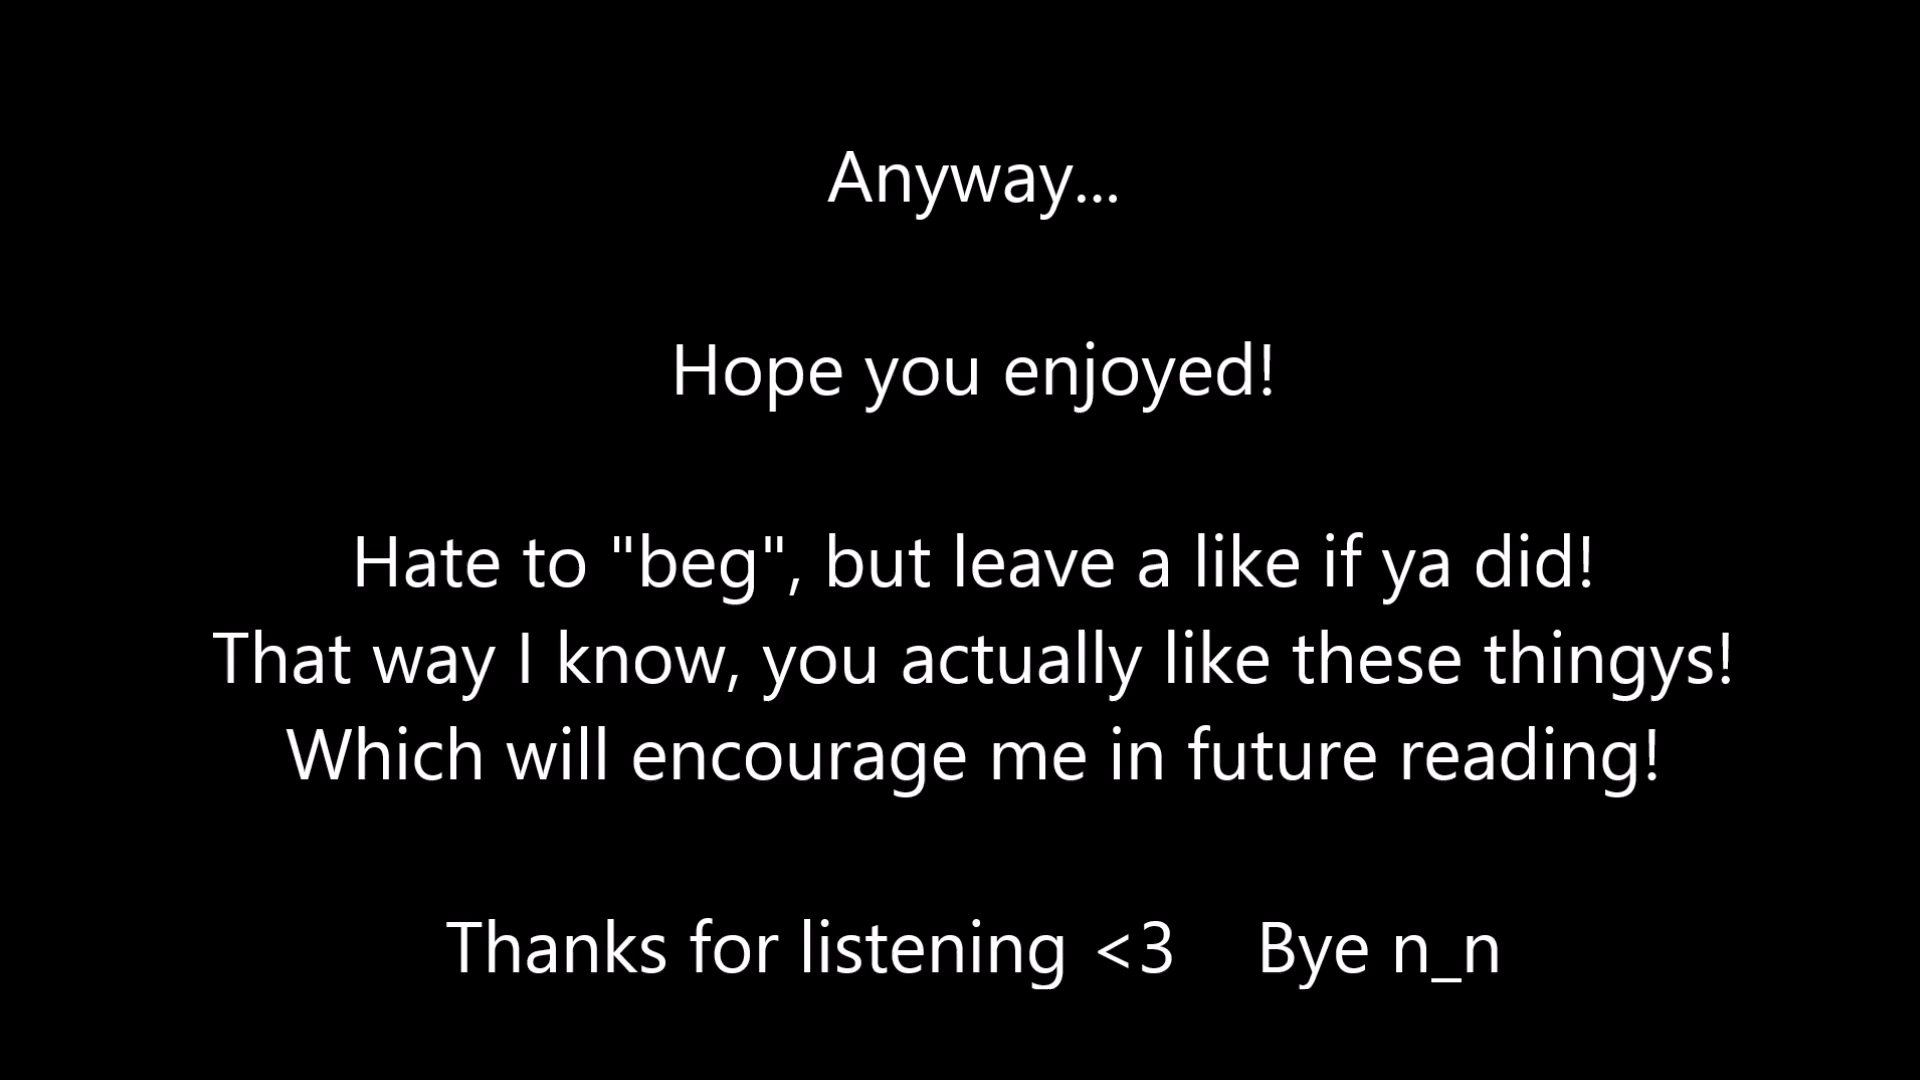 Anyway...
Hope you enjoyed!
Hate to "beg", but leave a like if ya did!
That way I know, you actually like these thingys!
Which will encourage me in future reading!
Thanks for listening <3    Bye n_n